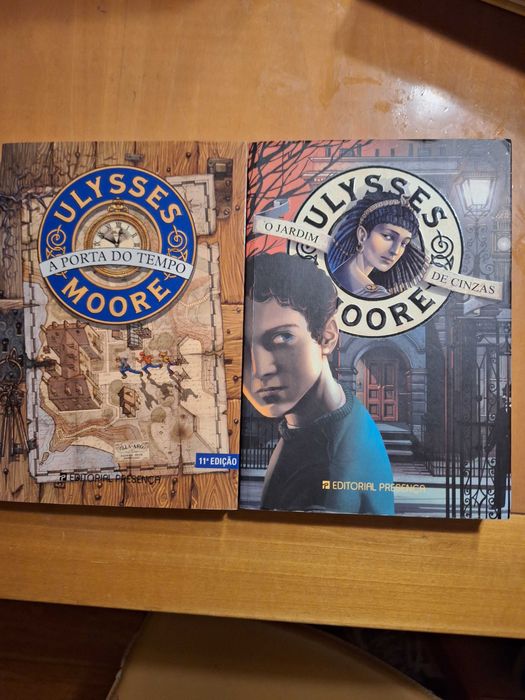 ULYSSES
A PORTA DO TEMPO
MOORE
11ª EDIÇÃO
EDITORIAL PRESENÇA
ULYSSES
O JARDIM
DE CINZAS
MOORE
EDITORIAL PRESENÇA